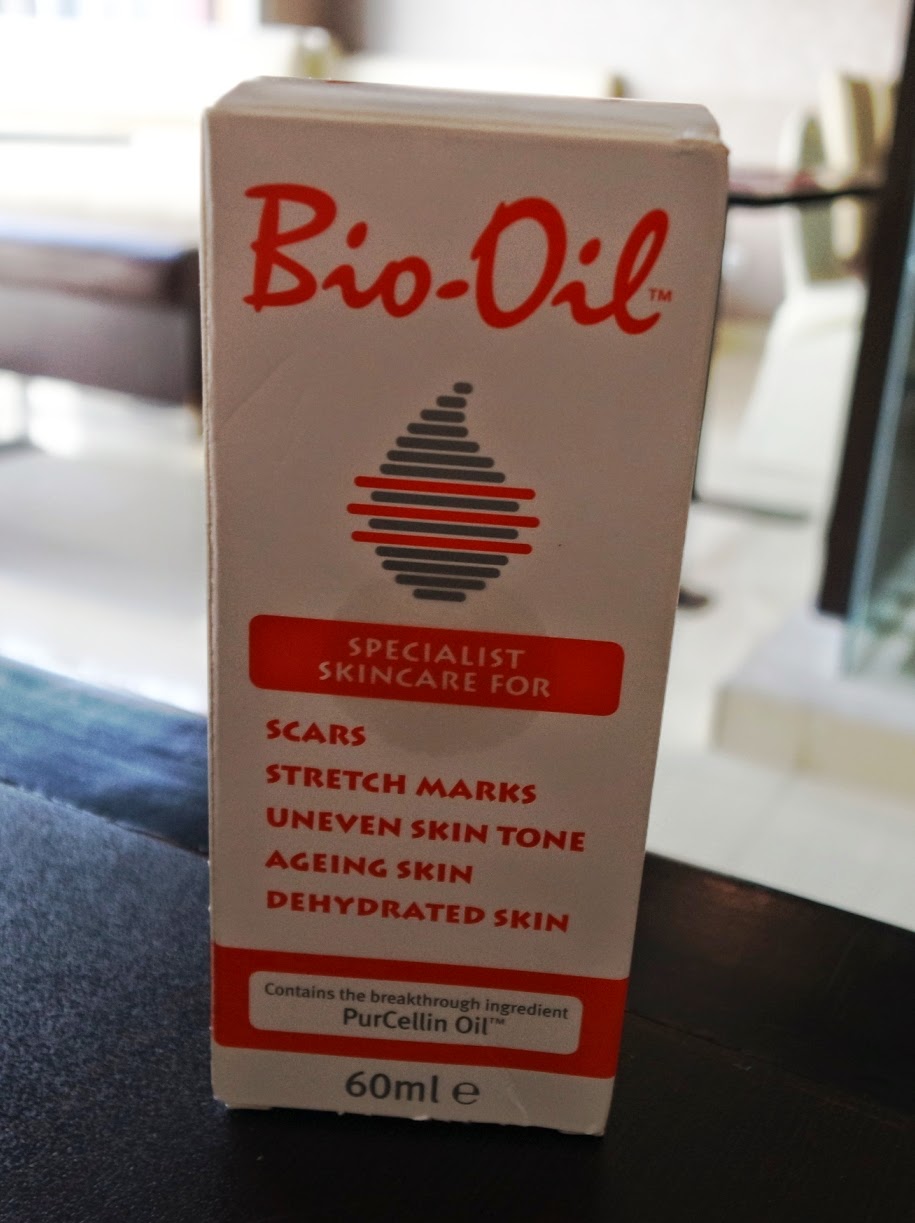 Bio-Oil™
SPECIALIST
SKINCARE FOR
SCARS
STRETCH MARKS
UNEVEN SKIN TONE
AGEING SKIN
DEHYDRATED SKIN
Contains the breakthrough ingredient
PurCellin Oil™
60ml ℮